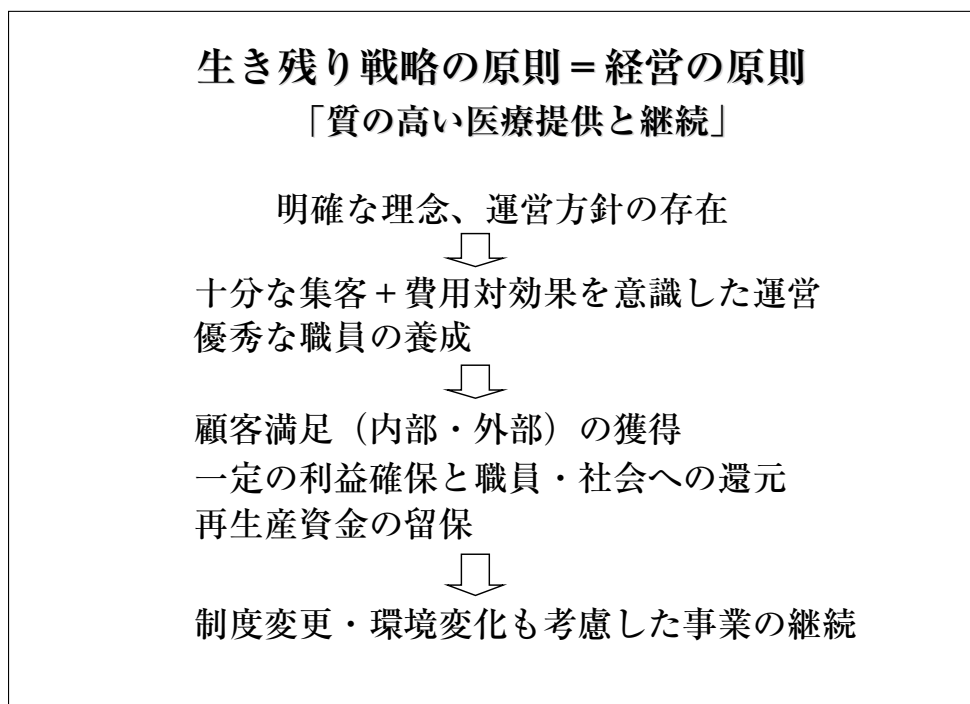 生き残り戦略の原則＝経営の原則
「質の高い医療提供と継続」
明確な理念、運営方針の存在
十分な集客＋費用対効果を意識した運営
優秀な職員の養成
顧客満足（内部・外部）の獲得
一定の利益確保と職員・社会への還元
再生産資金の留保
制度変更・環境変化も考慮した事業の継続